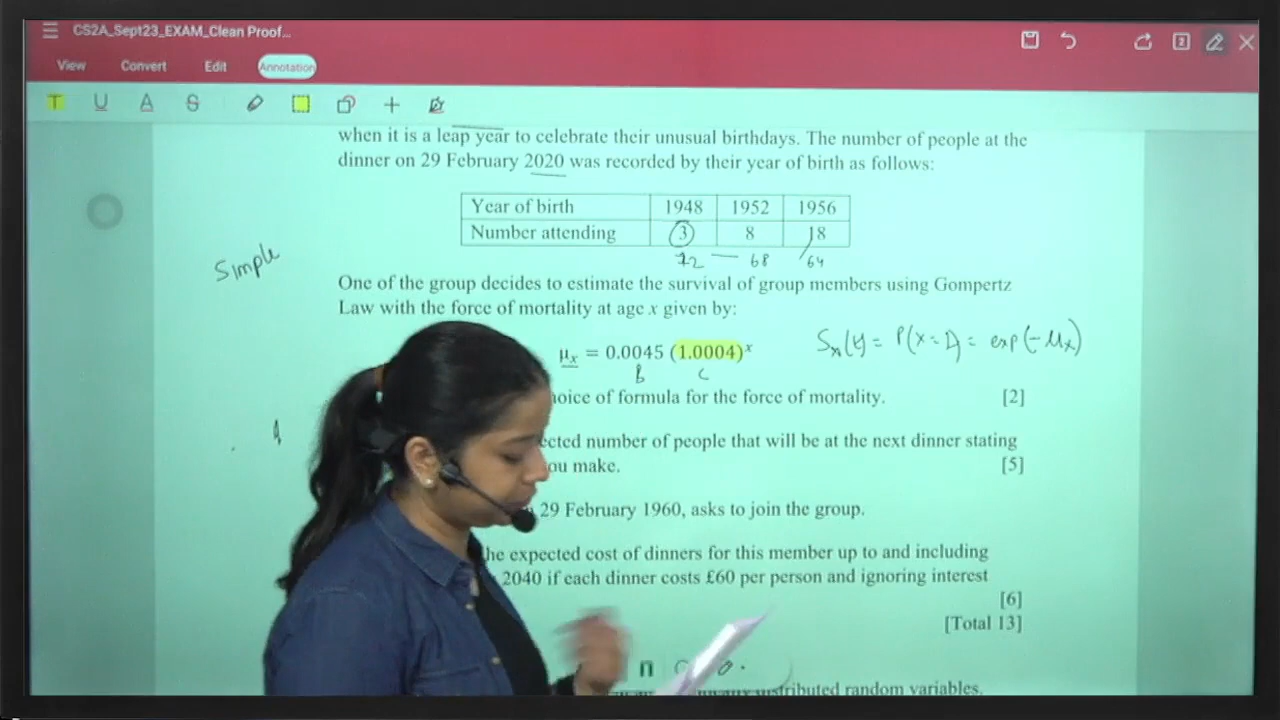 CS2A_Sept23_EXAM_Clean Proof...
View Convert Edit Annotation
T U A S
when it is a leap year to celebrate their unusual birthdays. The number of people at the
dinner on 29 February 2020 was recorded by their year of birth as follows:
Year of birth 1948 1952 1956
Number attending 3 8 18
72 — 68 64
Simple
One of the group decides to estimate the survival of group members using Gompertz
Law with the force of mortality at age x given by:
μx = 0.0045 (1.0004)^x
B C
hoice of formula for the force of mortality. [2]
ected number of people that will be at the next dinner stating
ou make. [5]
29 February 1960, asks to join the group.
he expected cost of dinners for this member up to and including
2040 if each dinner costs £60 per person and ignoring interest
[6]
[Total 13]
distributed random variables.